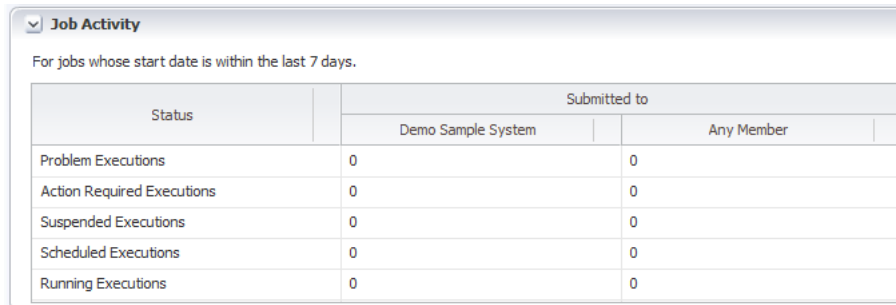 Job Activity
For jobs whose start date is within the last 7 days.
Status
Submitted to
Demo Sample System Any Member
Problem Executions 0 0
Action Required Executions 0 0
Suspended Executions 0 0
Scheduled Executions 0 0
Running Executions 0 0